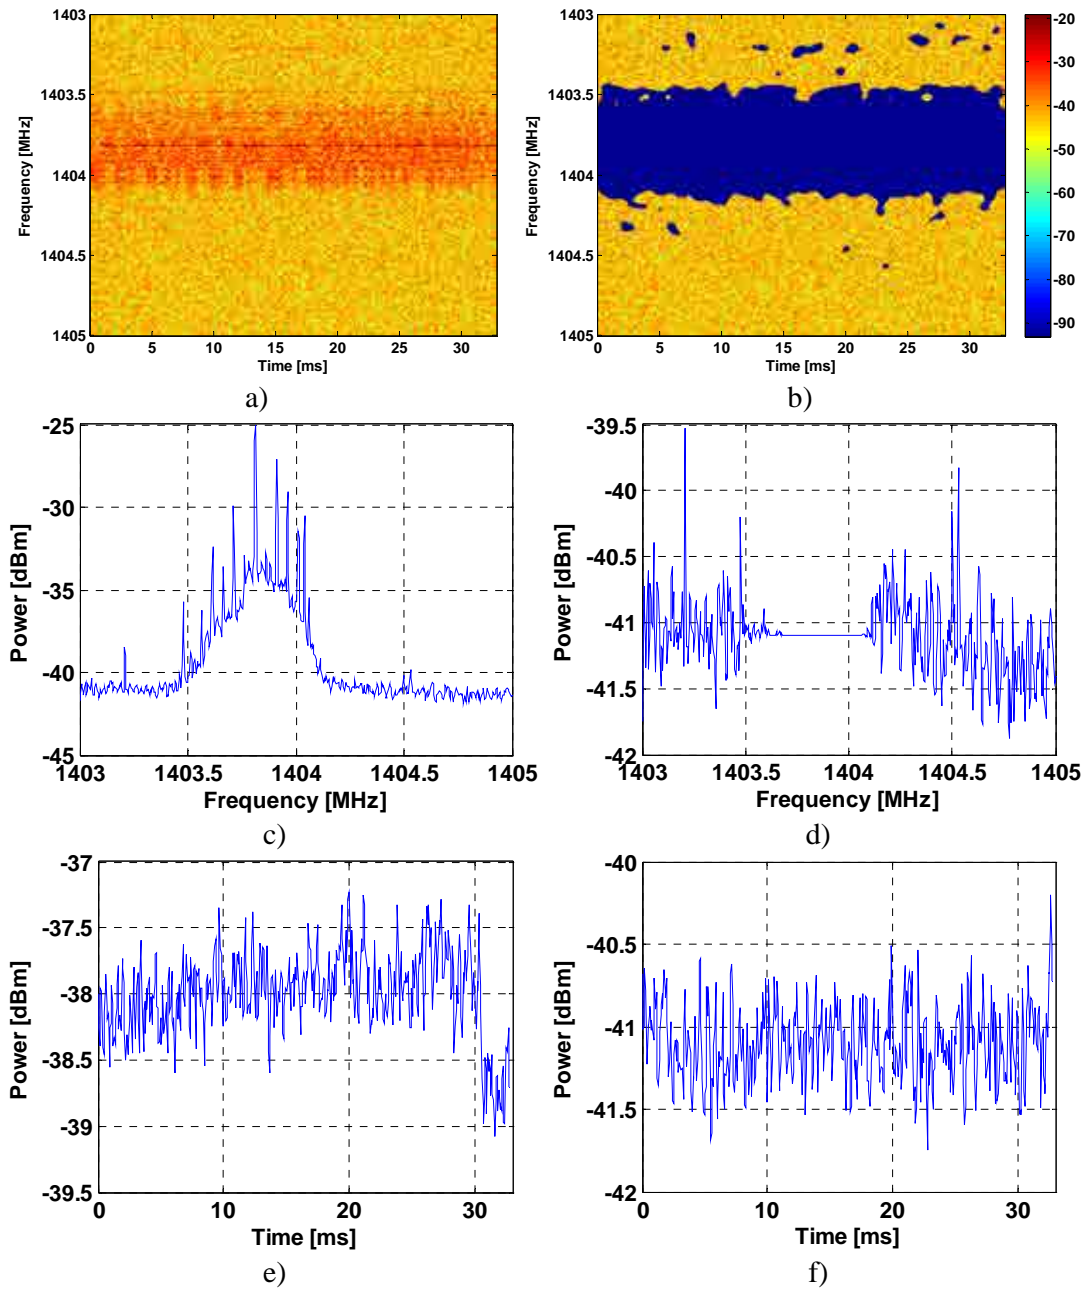 1403
1403.5
1404
1404.5
1405
Frequency [MHz]
0 5 10 15 20 25 30
Time [ms]
a)
1403
1403.5
1404
1404.5
1405
Frequency [MHz]
0 5 10 15 20 25 30
Time [ms]
-20
-30
-40
-50
-60
-70
-80
-90
b)
-25
-30
-35
-40
-45
Power [dBm]
1403 1403.5 1404 1404.5 1405
Frequency [MHz]
c)
-39.5
-40
-40.5
-41
-41.5
-42
Power [dBm]
1403 1403.5 1404 1404.5 1405
Frequency [MHz]
d)
-37
-37.5
-38
-38.5
-39
-39.5
Power [dBm]
0 10 20 30
Time [ms]
e)
-40
-40.5
-41
-41.5
-42
Power [dBm]
0 10 20 30
Time [ms]
f)